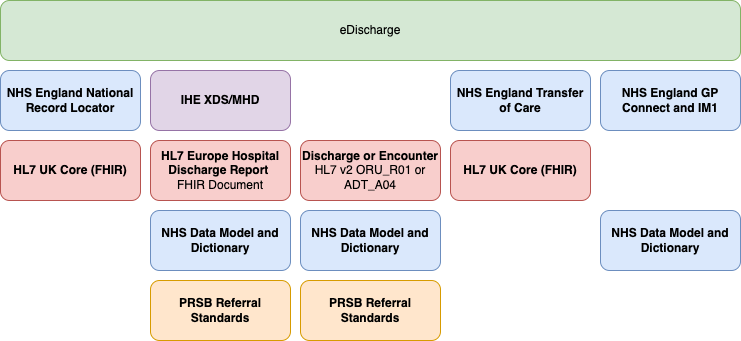 eDischarge
NHS England National
Record Locator
IHE XDS/MHD
NHS England Transfer
of Care
NHS England GP
Connect and IM1
HL7 UK Core (FHIR)
HL7 Europe Hospital
Discharge Report
FHIR Document
Discharge or Encounter
HL7 v2 ORU_R01 or
ADT_A04
HL7 UK Core (FHIR)
NHS Data Model and
Dictionary
NHS Data Model and
Dictionary
NHS Data Model and
Dictionary
PRSB Referral
Standards
PRSB Referral
Standards